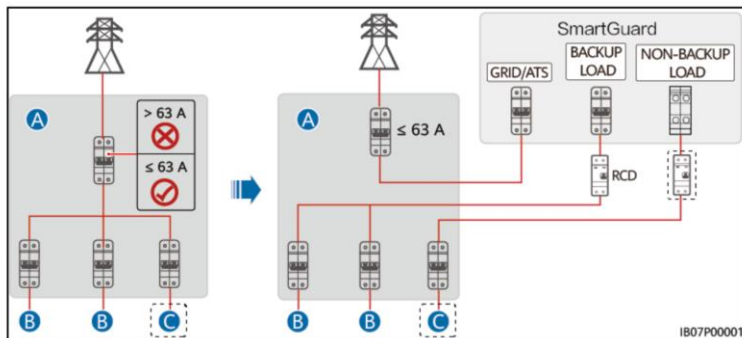 SmartGuard
GRID/ATS
BACKUP
LOAD
NON-BACKUP
LOAD
A
> 63 A
≤ 63 A
A
≤ 63 A
RCD
B
B
C
B
B
C
IB07P00001